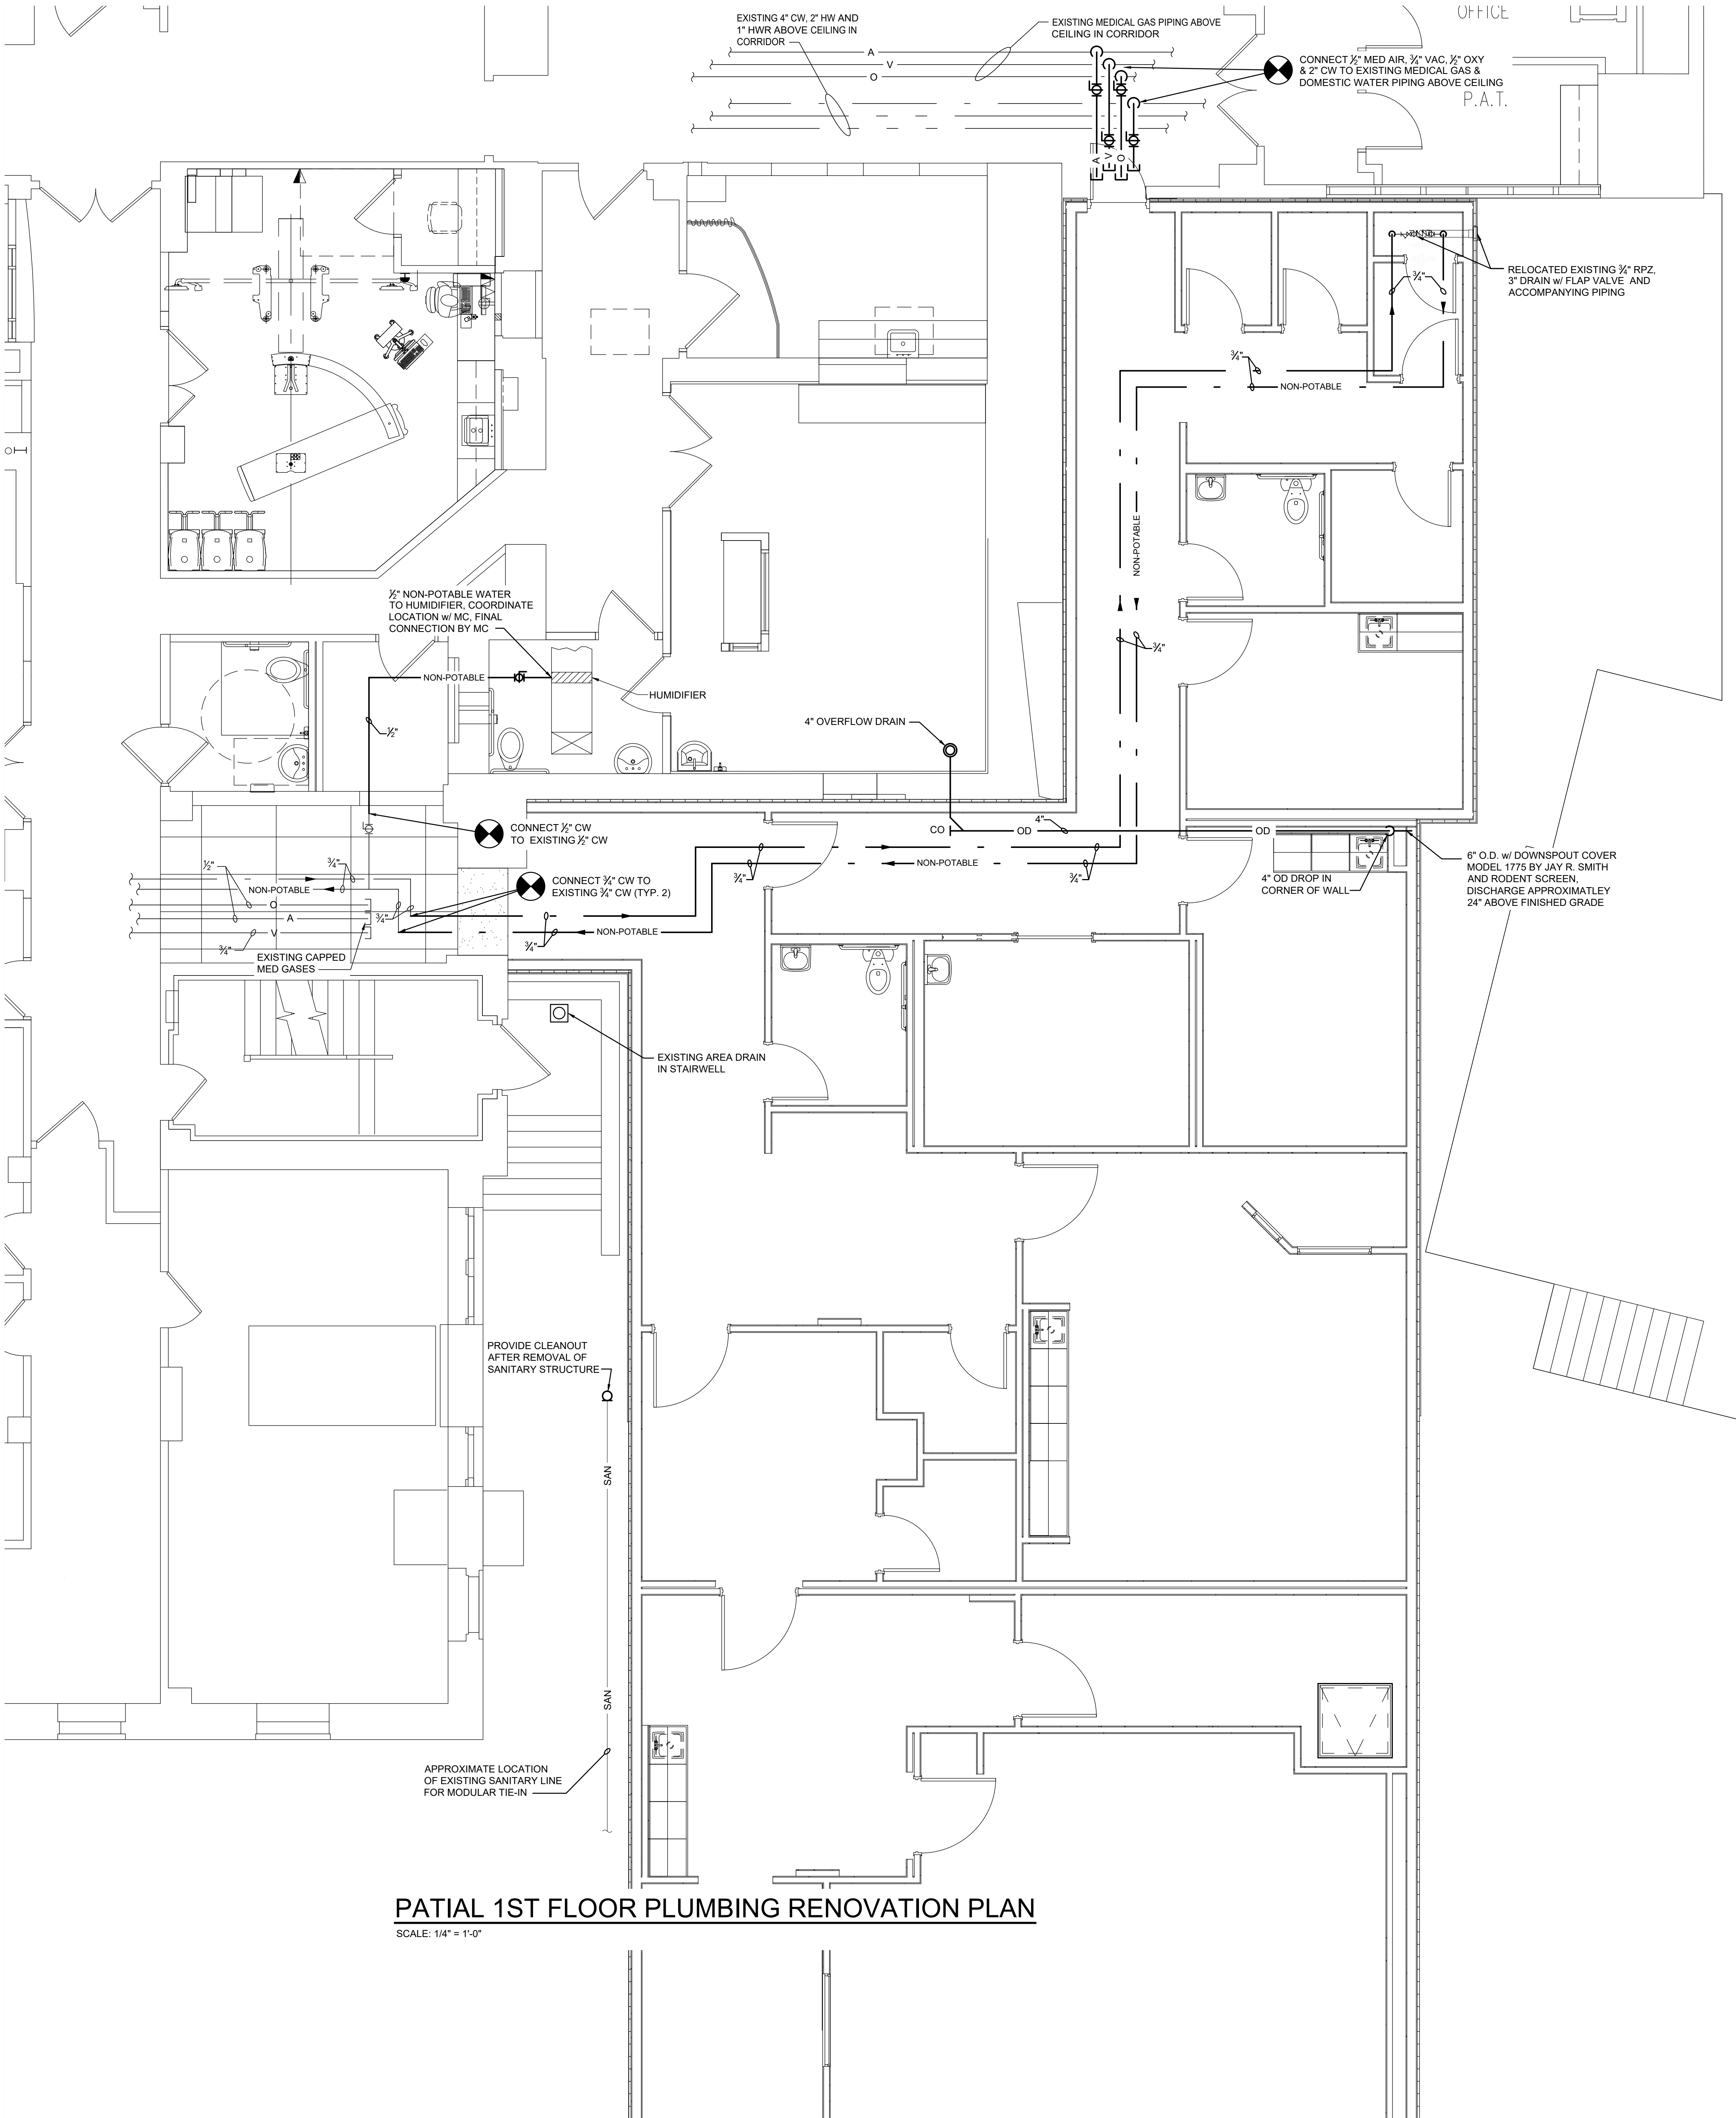 OFFICE
EXISTING 4" CW, 2" HW AND
1" HWR ABOVE CEILING IN
CORRIDOR
EXISTING MEDICAL GAS PIPING ABOVE
CEILING IN CORRIDOR
A
V
O
CONNECT ½" MED AIR, ¾" VAC, ½" OXY
& 2" CW TO EXISTING MEDICAL GAS &
DOMESTIC WATER PIPING ABOVE CEILING
P.A.T.
A
V
O
RELOCATED EXISTING ¾" RPZ,
3" DRAIN w/ FLAP VALVE AND
ACCOMPANYING PIPING
¾"
¾"
NON-POTABLE
NON-POTABLE
¾"
½" NON-POTABLE WATER
TO HUMIDIFIER, COORDINATE
LOCATION w/ MC, FINAL
CONNECTION BY MC
NON-POTABLE
HUMIDIFIER
½"
4" OVERFLOW DRAIN
CONNECT ½" CW
TO EXISTING ½" CW
CO
OD
4"
OD
¾"
NON-POTABLE
¾"
4" OD DROP IN
CORNER OF WALL
6" O.D. w/ DOWNSPOUT COVER
MODEL 1775 BY JAY R. SMITH
AND RODENT SCREEN,
DISCHARGE APPROXIMATLEY
24" ABOVE FINISHED GRADE
½"
¾"
NON-POTABLE
O
A
V
¾"
¾"
CONNECT ¾" CW TO
EXISTING ¾" CW (TYP. 2)
NON-POTABLE
¾"
EXISTING CAPPED
MED GASES
EXISTING AREA DRAIN
IN STAIRWELL
PROVIDE CLEANOUT
AFTER REMOVAL OF
SANITARY STRUCTURE
SAN
SAN
APPROXIMATE LOCATION
OF EXISTING SANITARY LINE
FOR MODULAR TIE-IN
PATIAL 1ST FLOOR PLUMBING RENOVATION PLAN
SCALE: 1/4" = 1'-0"